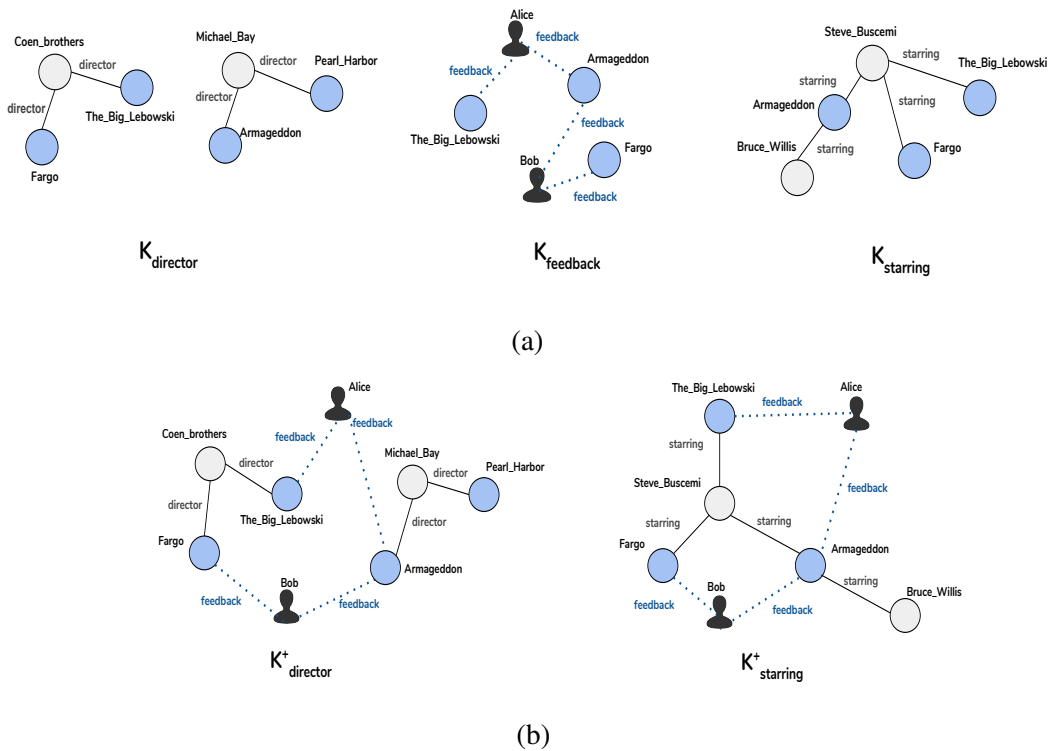 Coen_brothers
director
director
The_Big_Lebowski
Fargo
Michael_Bay
director
Pearl_Harbor
director
Armageddon
K_director
Alice
feedback
feedback
Armageddon
The_Big_Lebowski
feedback
Bob
Fargo
feedback
K_feedback
Steve_Buscemi
starring
The_Big_Lebowski
starring
Armageddon
starring
Bruce_Willis
starring
Fargo
K_starring
(a)
Alice
feedback
feedback
Coen_brothers
director
director
The_Big_Lebowski
Michael_Bay
director
Pearl_Harbor
director
Fargo
Armageddon
Bob
feedback
feedback
K⁺_director
The_Big_Lebowski
Alice
feedback
starring
Steve_Buscemi
feedback
starring
starring
Fargo
Armageddon
starring
Bob
feedback
feedback
Bruce_Willis
K⁺_starring
(b)